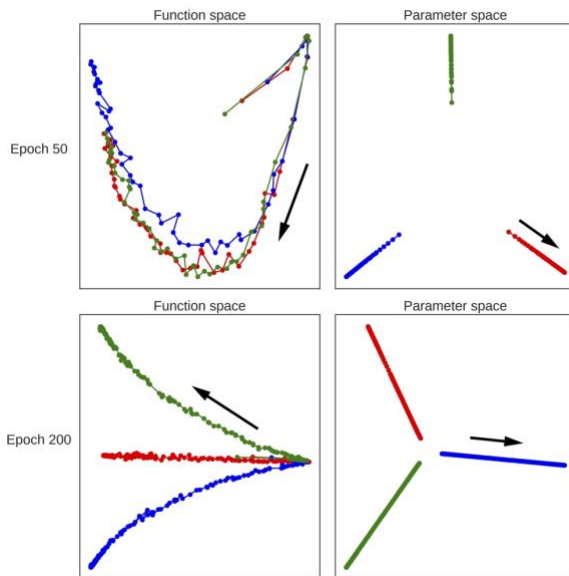 Function space
Parameter space
Epoch 50
Function space
Parameter space
Epoch 200